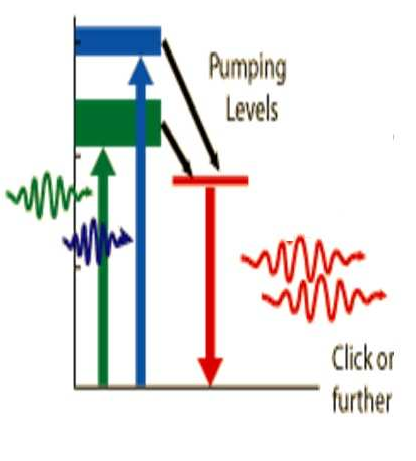 Pumping
Levels
Click or
further